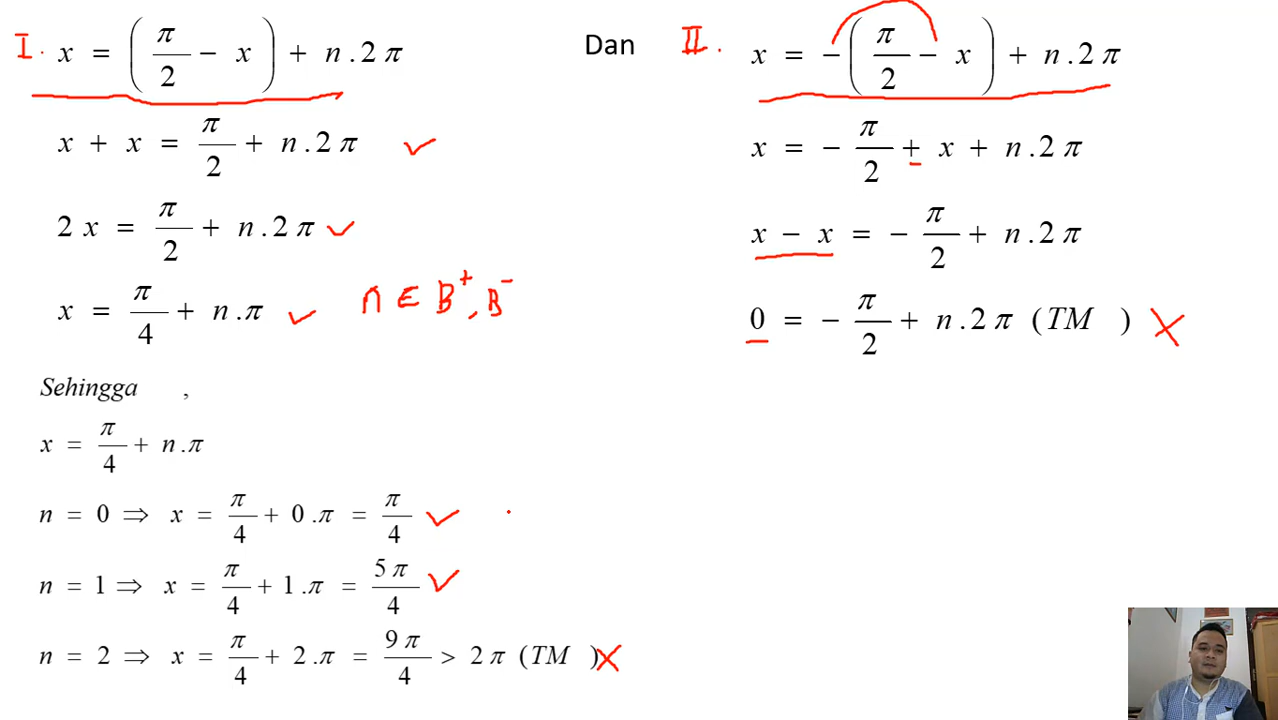 I. x = (π/2 − x) + n.2π
x + x = π/2 + n.2π
2x = π/2 + n.2π
x = π/4 + n.π
n ∈ B⁺, B⁻
Sehingga ,
x = π/4 + n.π
n = 0 ⇒ x = π/4 + 0.π = π/4
n = 1 ⇒ x = π/4 + 1.π = 5π/4
n = 2 ⇒ x = π/4 + 2.π = 9π/4 > 2π (TM )
Dan
II. x = −(π/2 − x) + n.2π
x = − π/2 + x + n.2π
x − x = − π/2 + n.2π
0 = − π/2 + n.2π (TM )